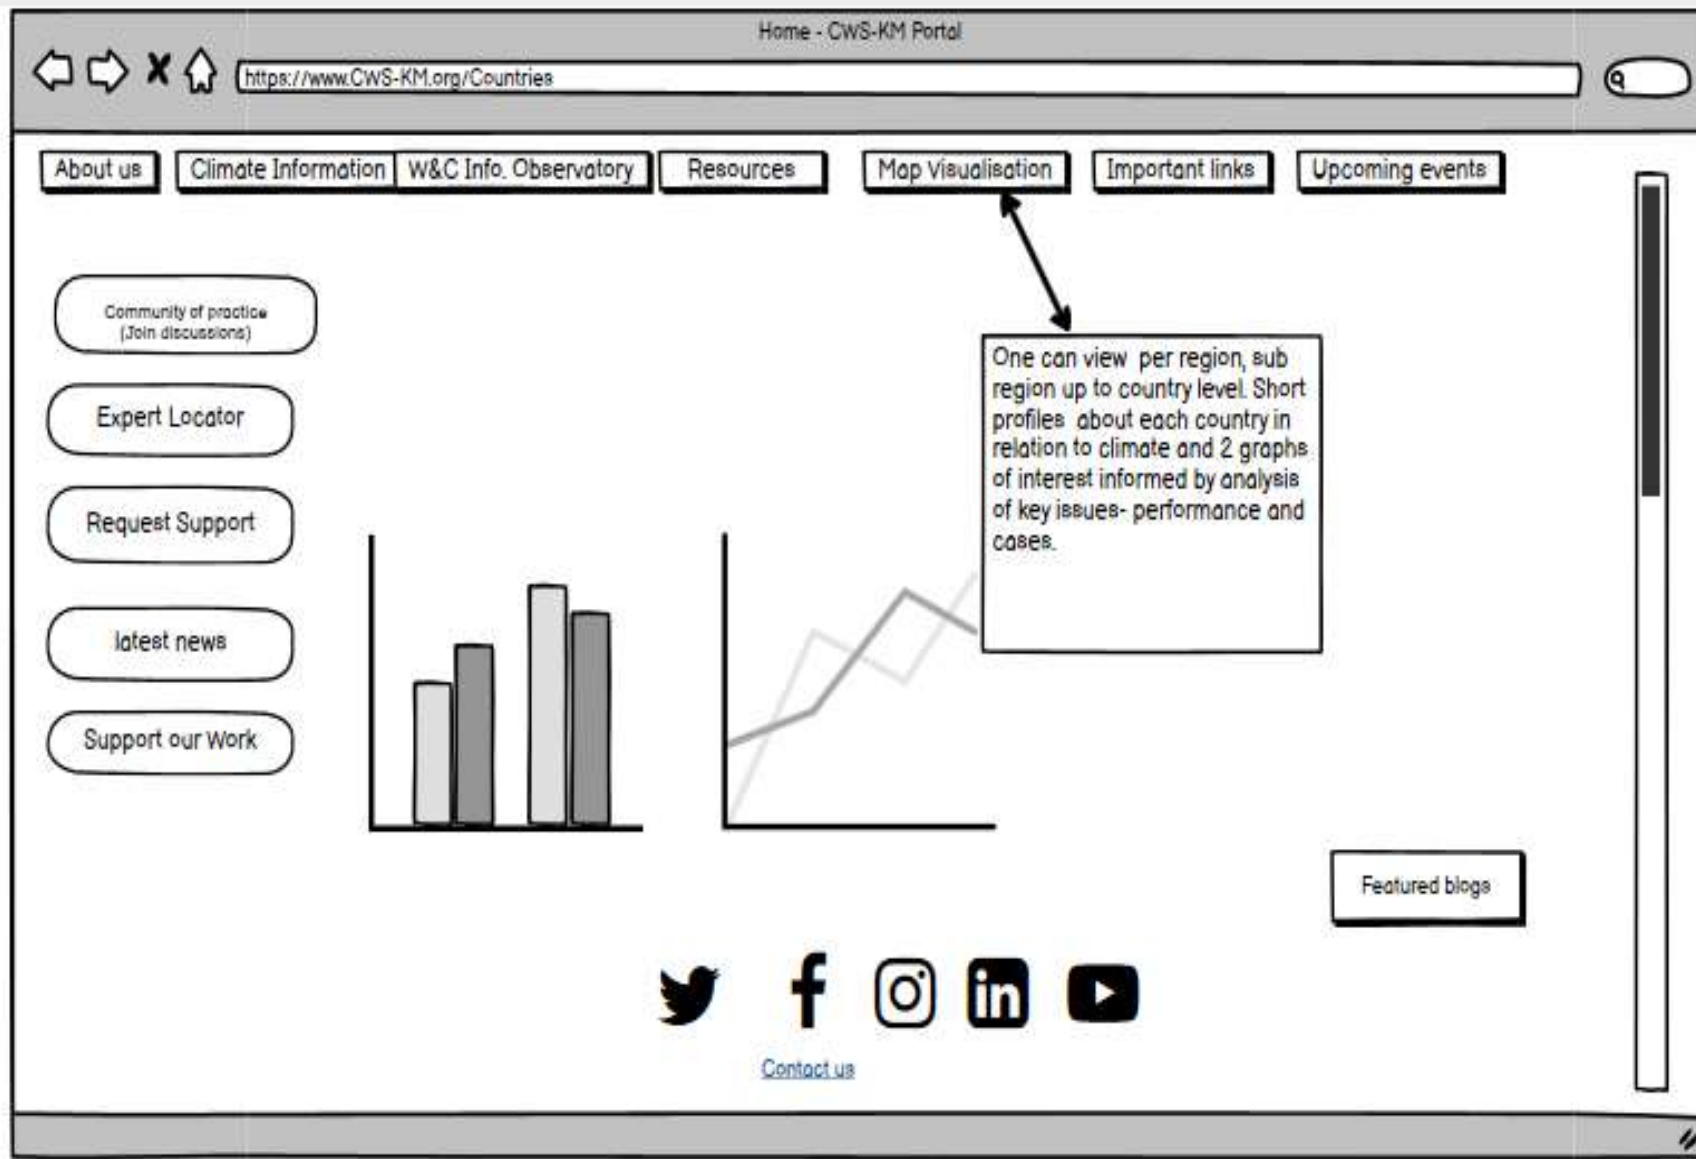 Home - CWS-KM Portal
https://www.CWS-KM.org/Countries
About us
Climate Information
W&C Info. Observatory
Resources
Map Visualisation
Important links
Upcoming events
Community of practice
(Join discussions)
Expert Locator
Request Support
latest news
Support our Work
One can view per region, sub
region up to country level. Short
profiles about each country in
relation to climate and 2 graphs
of interest informed by analysis
of key issues- performance and
cases.
Featured blogs
Contact us